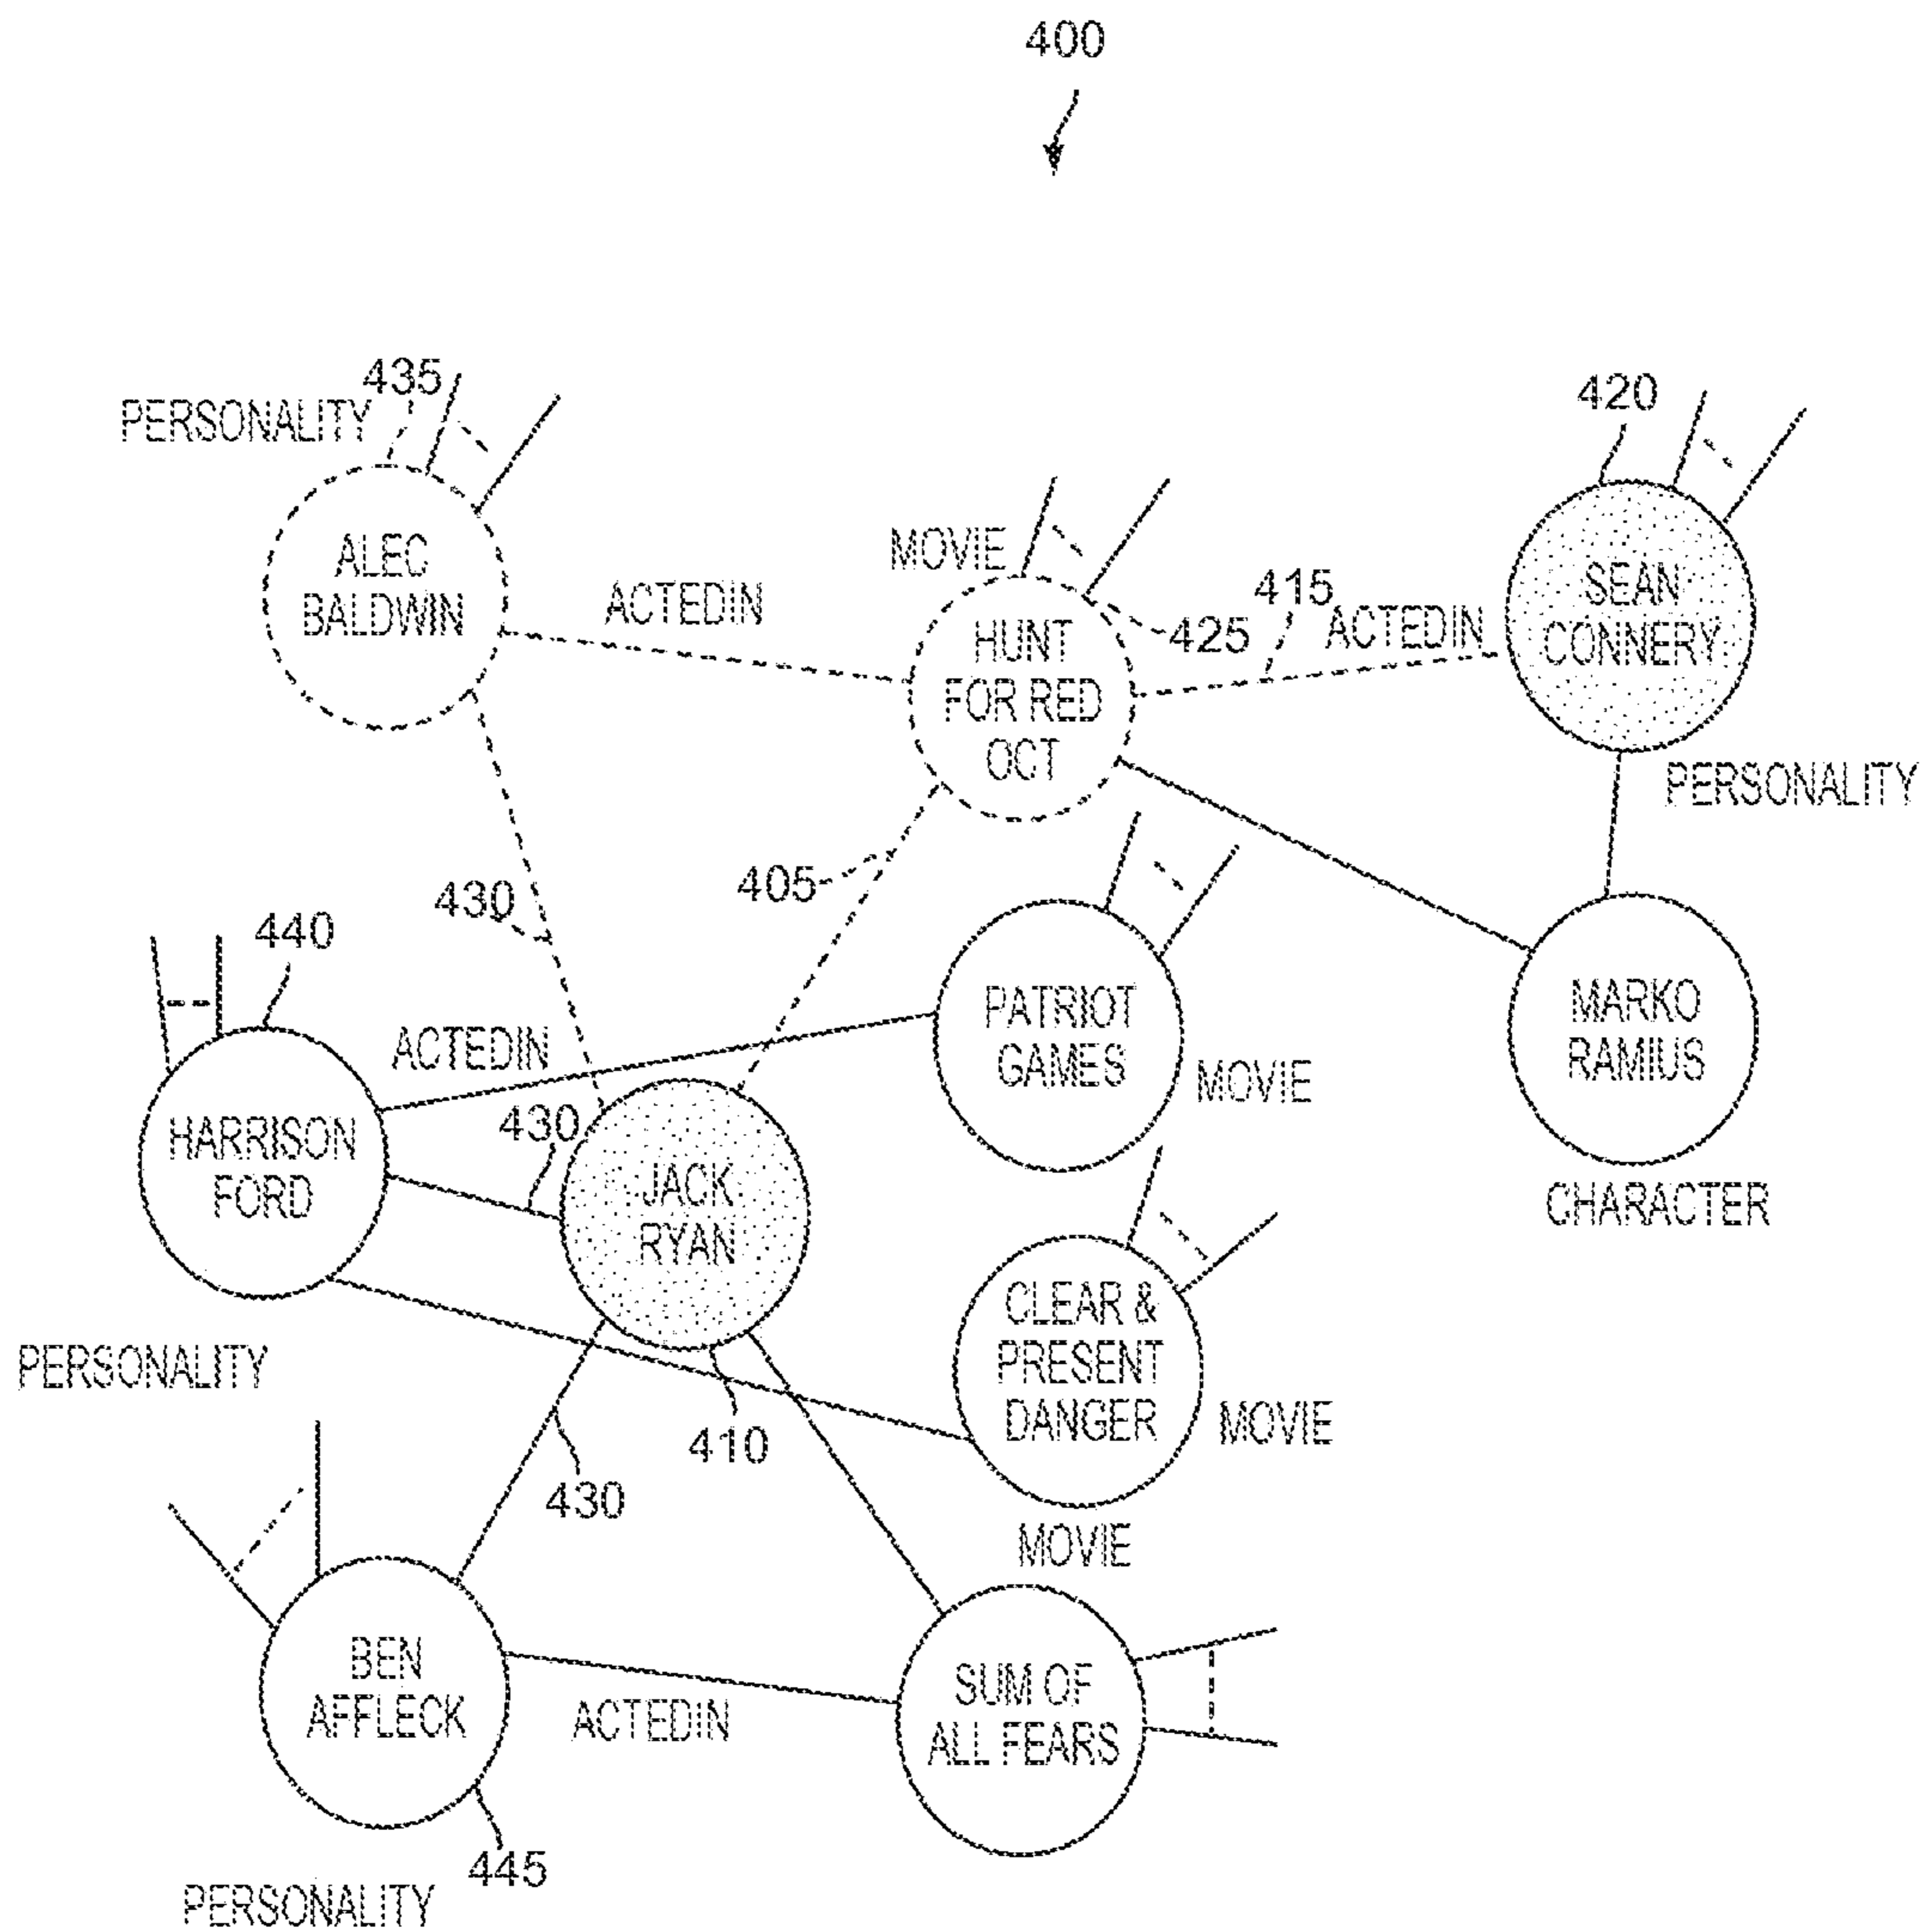 400
435
PERSONALITY
420
ALEC
BALDWIN
ACTEDIN
MOVIE
HUNT
FOR RED
OCT
425
415
ACTEDIN
SEAN
CONNERY
PERSONALITY
405
430
440
ACTEDIN
PATRIOT
GAMES
MOVIE
MARKO
RAMIUS
CHARACTER
HARRISON
FORD
430
JACK
RYAN
PERSONALITY
CLEAR &
PRESENT
DANGER
MOVIE
410
430
MOVIE
BEN
AFFLECK
ACTEDIN
SUM OF
ALL FEARS
445
PERSONALITY